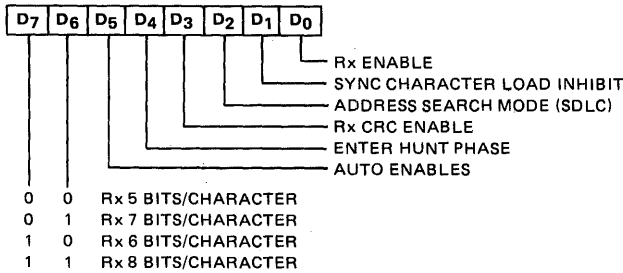 D7 D6 D5 D4 D3 D2 D1 D0
Rx ENABLE
SYNC CHARACTER LOAD INHIBIT
ADDRESS SEARCH MODE (SDLC)
Rx CRC ENABLE
ENTER HUNT PHASE
AUTO ENABLES
0 0 Rx 5 BITS/CHARACTER
0 1 Rx 7 BITS/CHARACTER
1 0 Rx 6 BITS/CHARACTER
1 1 Rx 8 BITS/CHARACTER